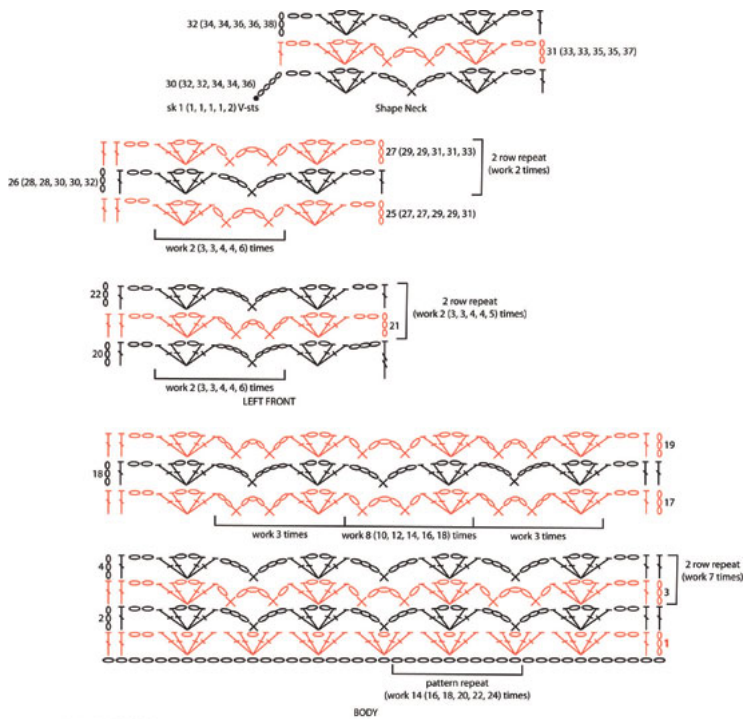 32 (34, 34, 36, 36, 38)
31 (33, 33, 35, 35, 37)
30 (32, 32, 34, 34, 36)
sk 1 (1, 1, 1, 1, 2) V-sts
Shape Neck
27 (29, 29, 31, 31, 33)
2 row repeat
(work 2 times)
26 (28, 28, 30, 30, 32)
25 (27, 27, 29, 29, 31)
work 2 (3, 3, 4, 4, 6) times
22
2 row repeat
(work 2 (3, 3, 4, 4, 5) times)
21
20
work 2 (3, 3, 4, 4, 6) times
LEFT FRONT
19
18
17
work 3 times
work 8 (10, 12, 14, 16, 18) times
work 3 times
4
2 row repeat
(work 7 times)
3
2
1
pattern repeat
(work 14 (16, 18, 20, 22, 24) times)
BODY